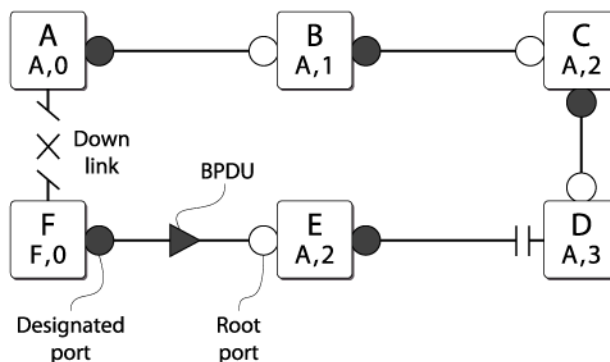 A
A,0
B
A,1
C
A,2
Down
link
BPDU
F
F,0
E
A,2
D
A,3
Designated
port
Root
port